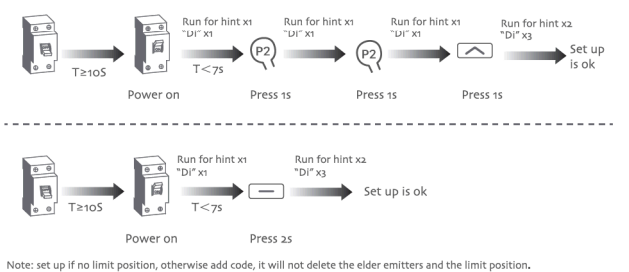 Run for hint x1 Run for hint x1 Run for hint x1 Run for hint x2
"Di" x1 "Di" x1 "Di" x1 "Di" x3
P2 P2 Set up
is ok
T≥10S T<7s
Power on Press 1s Press 1s Press 1s
Run for hint x1 Run for hint x2
"Di" x1 "Di" x3
Set up is ok
T≥10S T<7s
Power on Press 2s
Note: set up if no limit position, otherwise add code, it will not delete the elder emitters and the limit position.